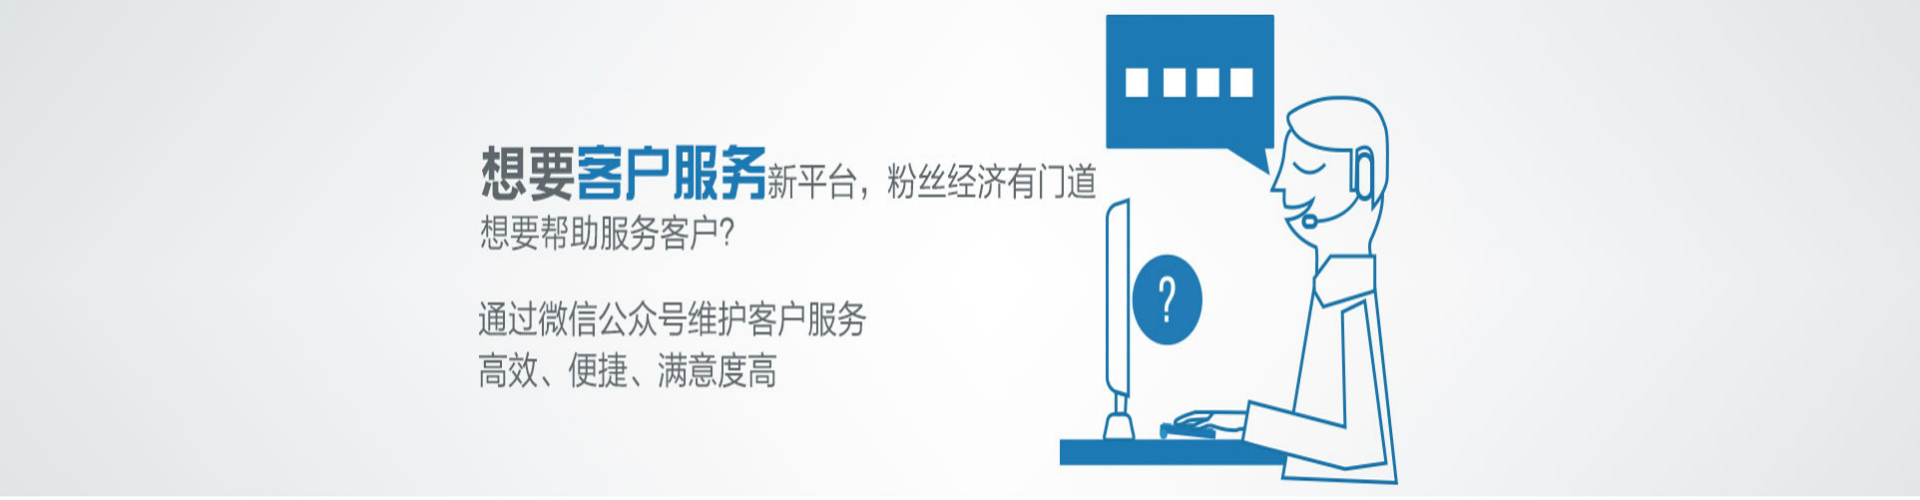 想要客户服务新平台，粉丝经济有门道
想要帮助服务客户?
通过微信公众号维护客户服务
高效、便捷、满意度高
?